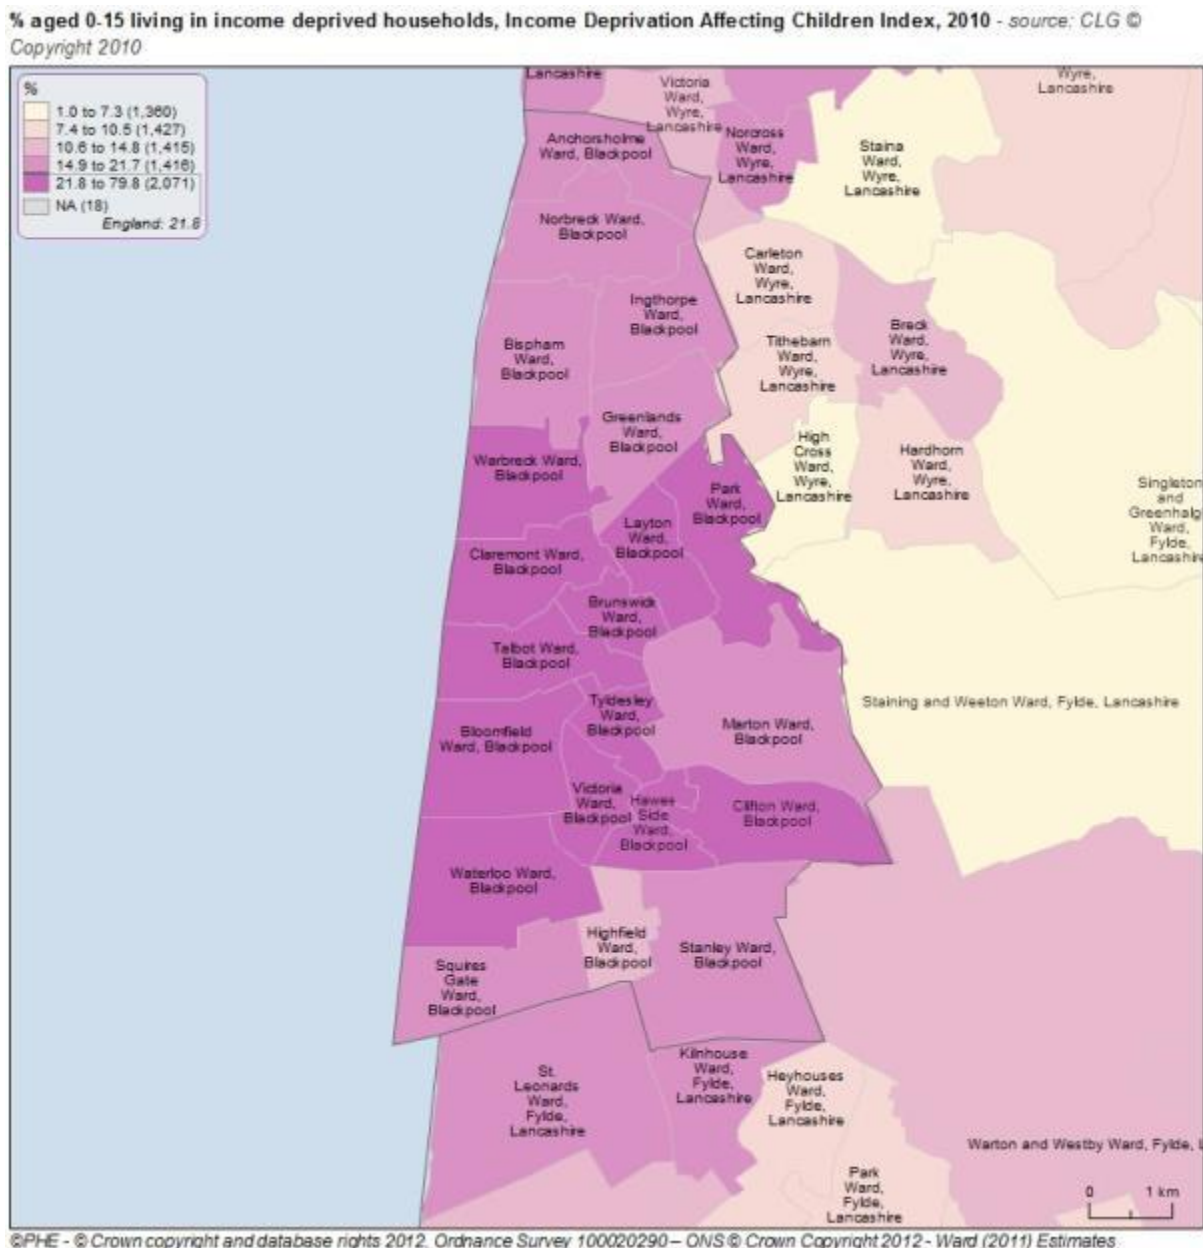 % aged 0-15 living in income deprived households, Income Deprivation Affecting Children Index, 2010 - source: CLG ©
Copyright 2010
%
1.0 to 7.3 (1,360)
7.4 to 10.5 (1,427)
10.6 to 14.8 (1,415)
14.9 to 21.7 (1,416)
21.8 to 79.8 (2,071)
NA (18)
England: 21.8
Lancashire
Victoria
Ward,
Wyre,
Lancashire
Wyre,
Lancashire
Anchorsholme
Ward, Blackpool
Norcross
Ward,
Wyre,
Lancashire
Staina
Ward,
Wyre,
Lancashire
Norbreck Ward,
Blackpool
Carleton
Ward,
Wyre,
Lancashire
Ingthorpe
Ward,
Blackpool
Bispham
Ward,
Blackpool
Tithebarn
Ward,
Wyre,
Lancashire
Breck
Ward,
Wyre,
Lancashire
Greenlands
Ward,
Blackpool
High
Cross
Ward,
Wyre,
Lancashire
Hardhorn
Ward,
Wyre,
Lancashire
Warbreck Ward,
Blackpool
Park
Ward,
Blackpool
Singleton
and
Greenhalg
Ward,
Fylde,
Lancashire
Layton
Ward,
Blackpool
Claremont Ward,
Blackpool
Brunswick
Ward,
Blackpool
Talbot Ward,
Blackpool
Tyldesley
Ward,
Blackpool
Staining and Weeton Ward, Fylde, Lancashire
Bloomfield
Ward, Blackpool
Marton Ward,
Blackpool
Victoria
Ward,
Blackpool
Hawes
Side
Ward,
Blackpool
Clifton Ward,
Blackpool
Waterloo Ward,
Blackpool
Highfield
Ward,
Blackpool
Stanley Ward,
Blackpool
Squires
Gate
Ward,
Blackpool
St.
Leonards
Ward,
Fylde,
Lancashire
Kilnhouse
Ward,
Fylde,
Lancashire
Heyhouses
Ward,
Fylde,
Lancashire
Warton and Westby Ward, Fylde, L
Park
Ward,
Fylde,
Lancashire
0 1 km
©PHE - © Crown copyright and database rights 2012, Ordnance Survey 100020290 – ONS © Crown Copyright 2012 - Ward (2011) Estimates